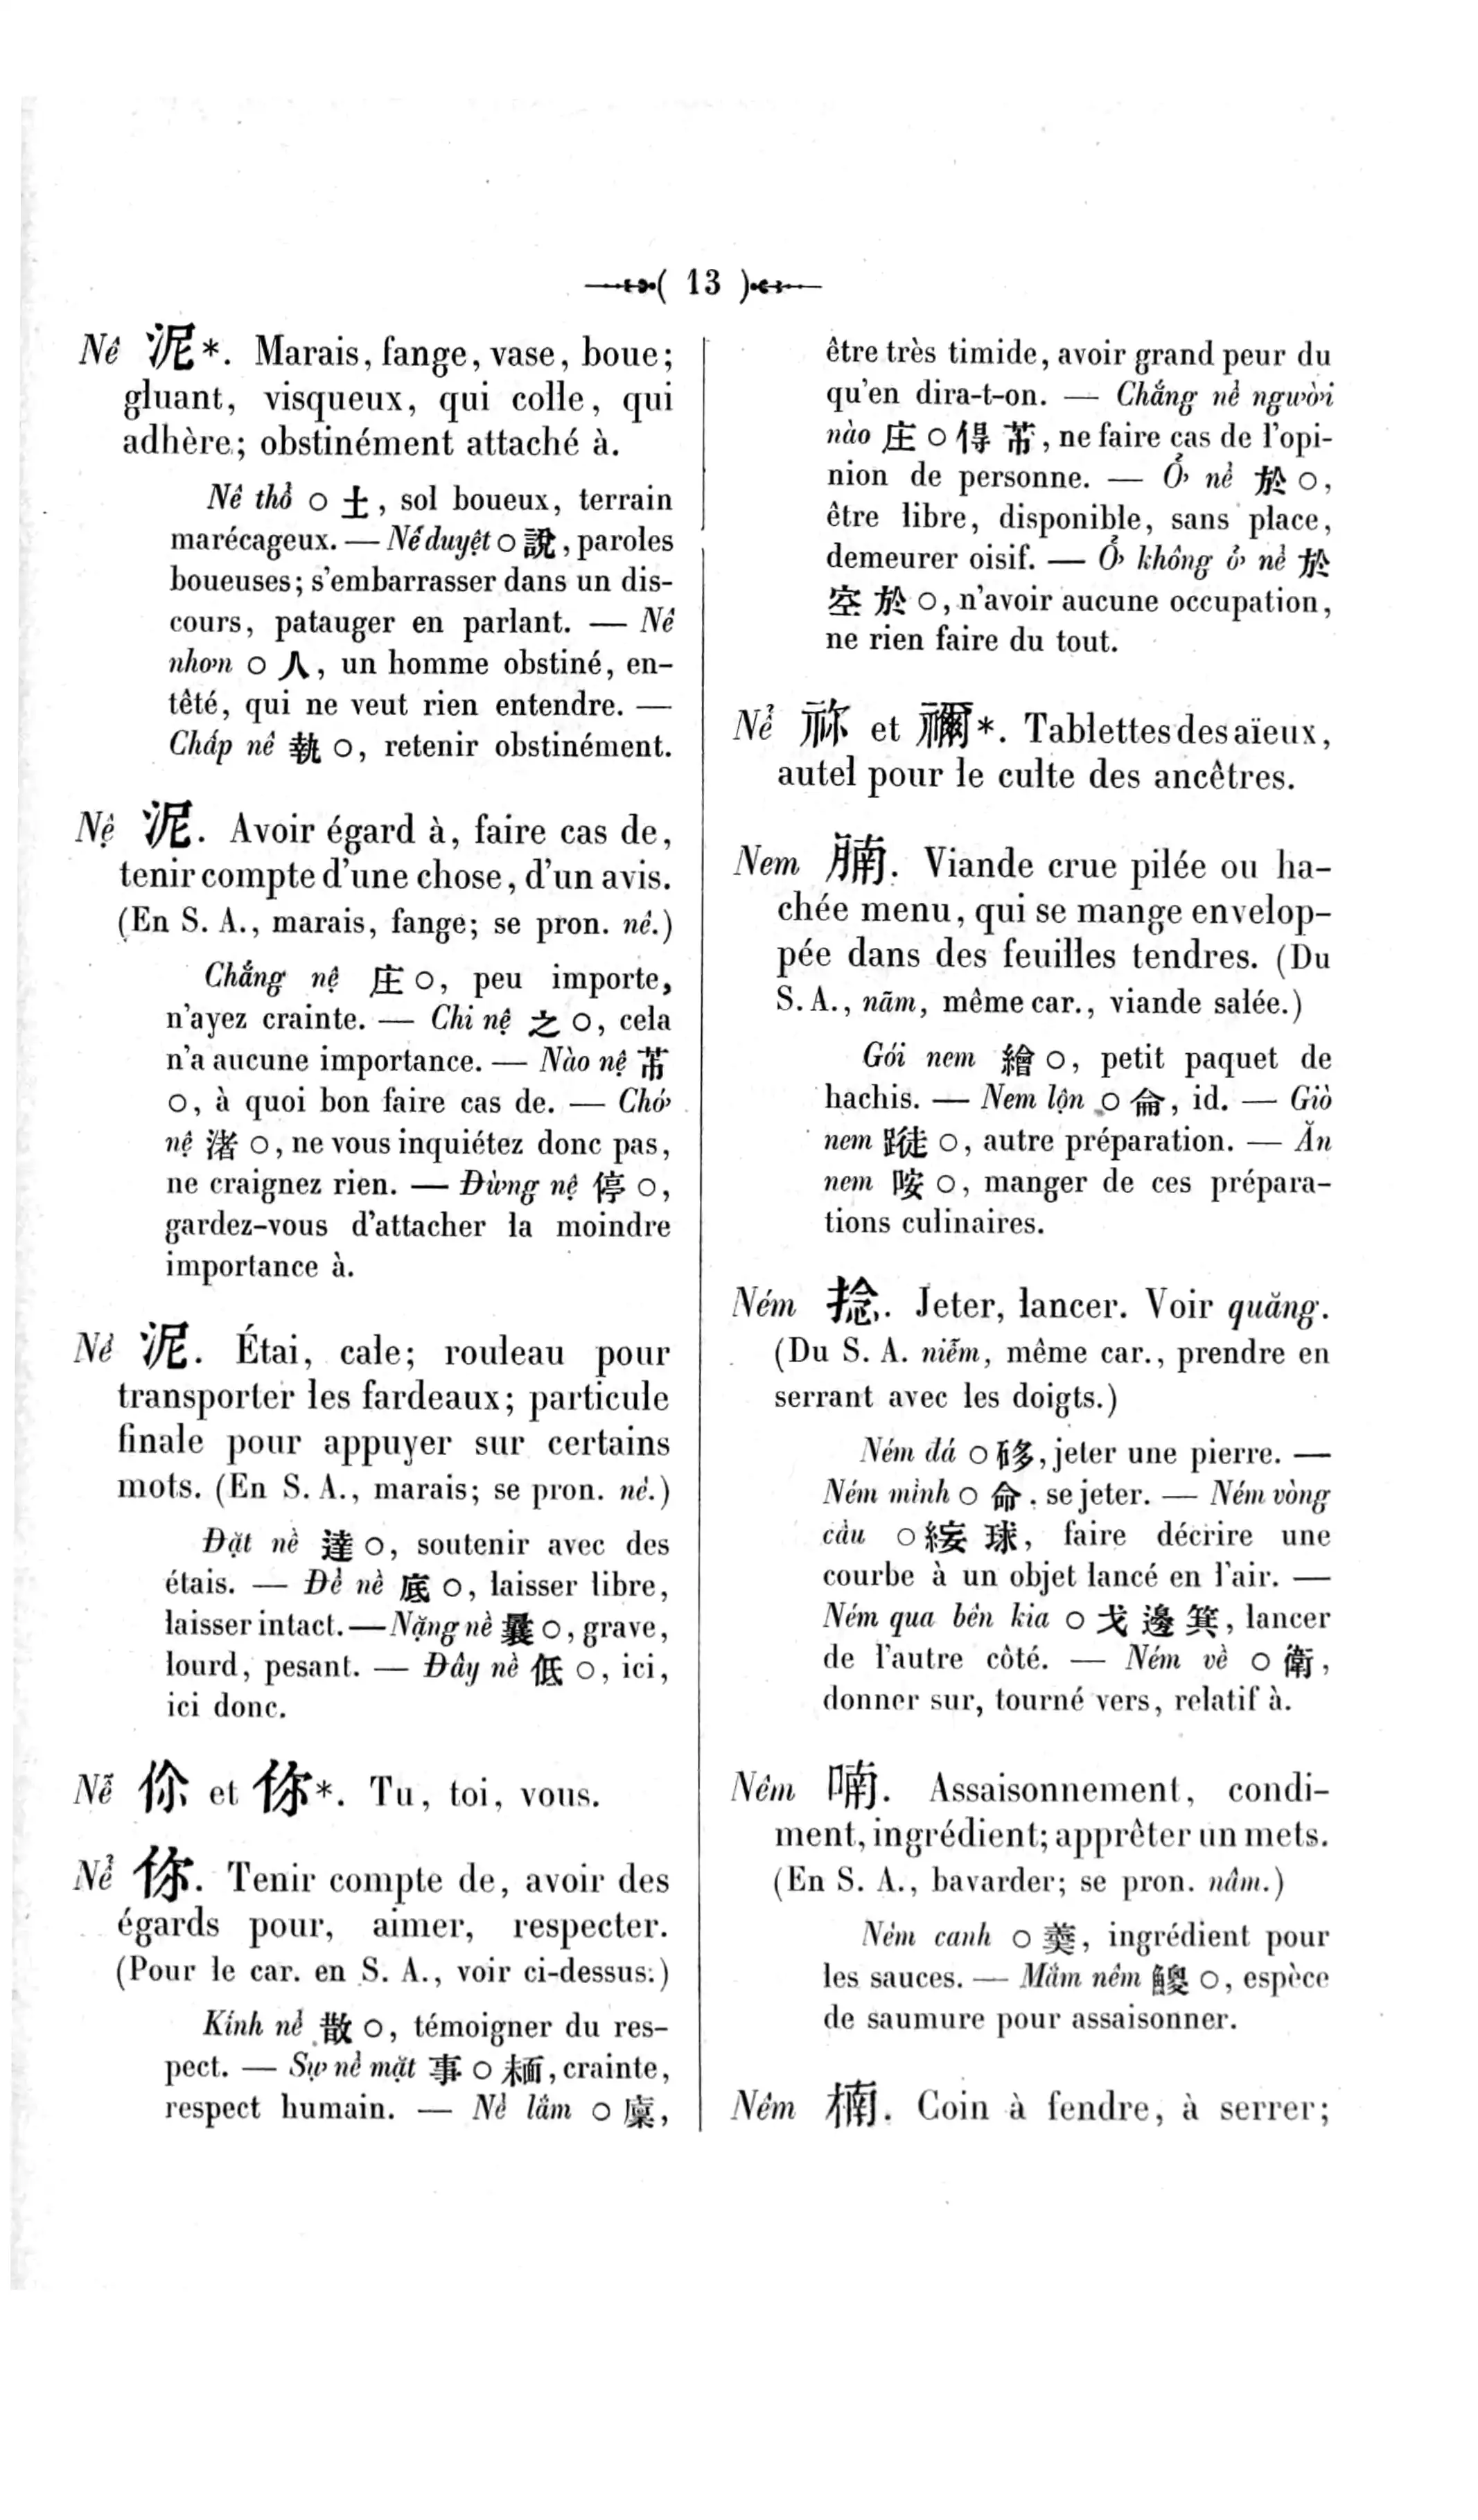 ( 13 )
Nê 泥*. Marais, fange, vase, boue;
gluant, visqueux, qui colle, qui
adhère; obstinément attaché à.
Nê thổ ○ 土, sol boueux, terrain
marécageux. — Nế duyệt ○ 說, paroles
boueuses; s'embarrasser dans un dis-
cours, patauger en parlant. — Nê
nhơn ○ 人, un homme obstiné, en-
têté, qui ne veut rien entendre. —
Chấp nê 執 ○, retenir obstinément.
Nệ 泥. Avoir égard à, faire cas de,
tenir compte d'une chose, d'un avis.
(En S. A., marais, fange; se pron. nê.)
Chẳng nệ 庄 ○, peu importe,
n'ayez crainte. — Chi nệ 之 ○, cela
n'a aucune importance. — Nào nệ 芇
○, à quoi bon faire cas de. — Chớ
nệ 渚 ○, ne vous inquiétez donc pas,
ne craignez rien. — Đừng nệ 停 ○,
gardez-vous d'attacher la moindre
importance à.
Nề 泥. Étai, cale; rouleau pour
transporter les fardeaux; particule
finale pour appuyer sur certains
mots. (En S. A., marais; se pron. nê.)
Đặt nề 達 ○, soutenir avec des
étais. — Để nề 底 ○, laisser libre,
laisser intact. — Nặng nề 曩 ○, grave,
lourd, pesant. — Đây nề 低 ○, ici,
ici donc.
Nễ 伱 et 你*. Tu, toi, vous.
Nể 你. Tenir compte de, avoir des
égards pour, aimer, respecter.
(Pour le car. en S. A., voir ci-dessus.)
Kính nể 敬 ○, témoigner du res-
pect. — Sự nể mặt 事 ○ 𩈘, crainte,
respect humain. — Nể lắm ○ 廩,
être très timide, avoir grand peur du
qu'en dira-t-on. — Chẳng nể người
nào 庄 ○ 得 芇, ne faire cas de l'opi-
nion de personne. — Ở nể 於 ○,
être libre, disponible, sans place,
demeurer oisif. — Ở không ở nể 於
空 於 ○, n'avoir aucune occupation,
ne rien faire du tout.
Nể 祢 et 禰*. Tablettes des aïeux,
autel pour le culte des ancêtres.
Nem 腩. Viande crue pilée ou ha-
chée menu, qui se mange envelop-
pée dans des feuilles tendres. (Du
S. A., nãm, même car., viande salée.)
Gói nem 繪 ○, petit paquet de
hachis. — Nem lộn ○ 侖, id. — Giò
nem 𨃝 ○, autre préparation. — Ăn
nem 咹 ○, manger de ces prépara-
tions culinaires.
Ném 捻. Jeter, lancer. Voir quăng.
(Du S. A. niễm, même car., prendre en
serrant avec les doigts.)
Ném đá ○ 𥑥, jeter une pierre. —
Ném mình ○ 命, se jeter. — Ném vòng
cầu ○ 綏 球, faire décrire une
courbe à un objet lancé en l'air. —
Ném qua bên kia ○ 戈 邊 箕, lancer
de l'autre côté. — Ném về ○ 衛,
donner sur, tourné vers, relatif à.
Nêm 喃. Assaisonnement, condi-
ment, ingrédient; apprêter un mets.
(En S. A., bavarder; se pron. nâm.)
Nêm canh ○ 羹, ingrédient pour
les sauces. — Mắm nêm ○, espèce
de saumure pour assaisonner.
Nêm 楠. Coin à fendre, à serrer;